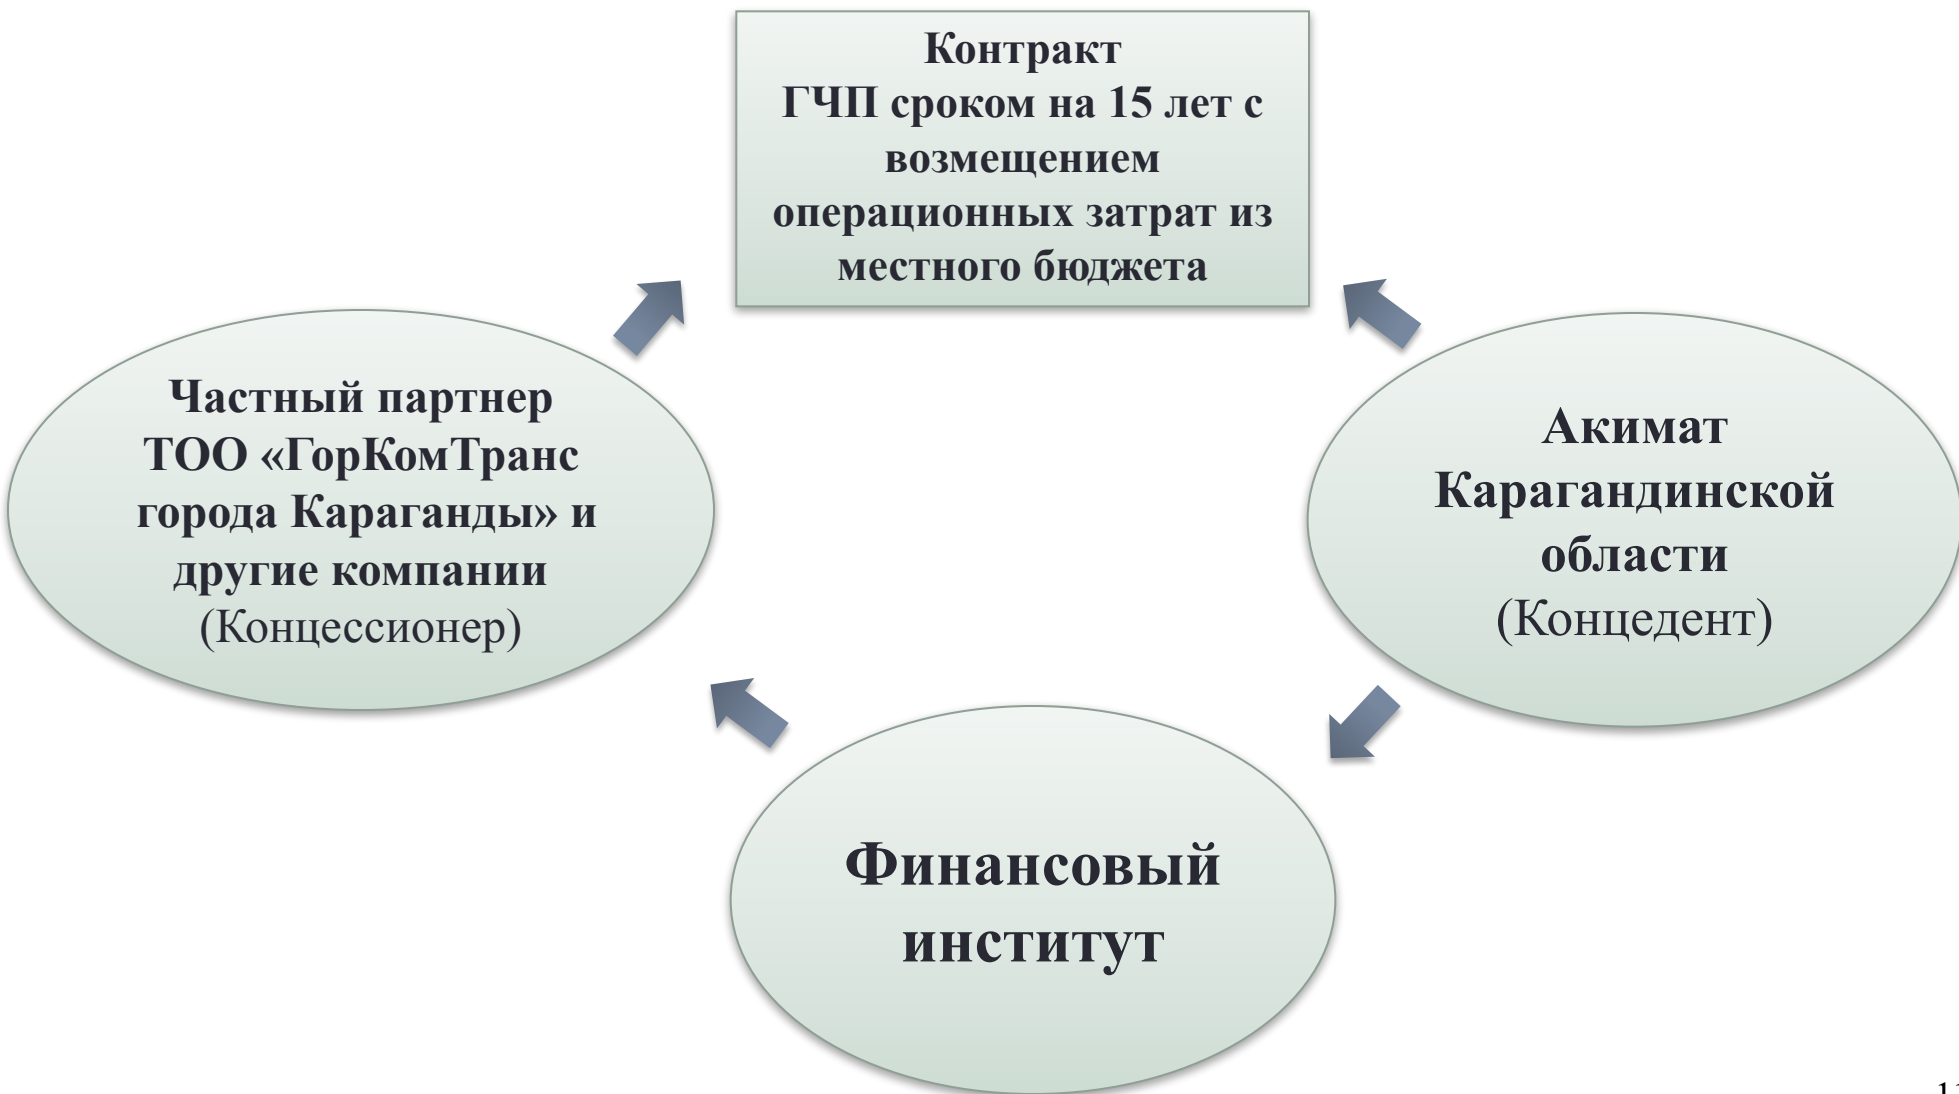 Контракт
ГЧП сроком на 15 лет с
возмещением
операционных затрат из
местного бюджета
Частный партнер
ТОО «ГорКомТранс
города Караганды» и
другие компании
(Концессионер)
Акимат
Карагандинской
области
(Концедент)
Финансовый
институт